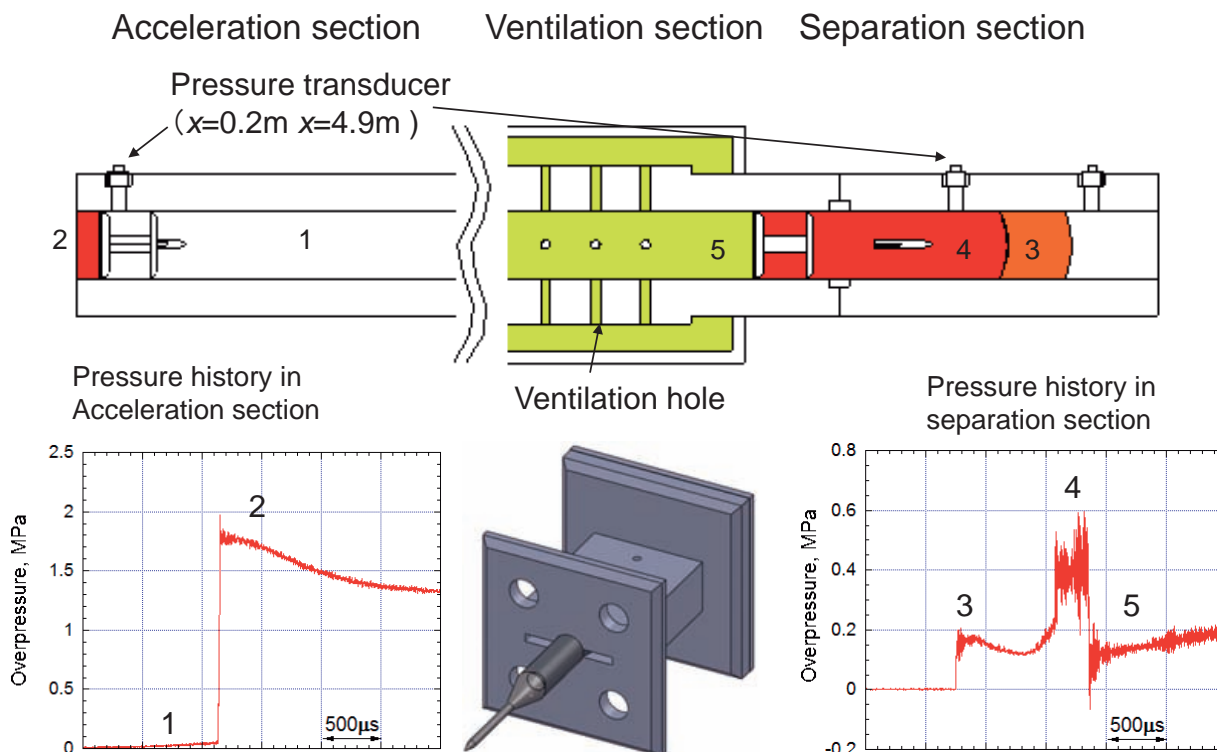 Acceleration section Ventilation section Separation section
Pressure transducer
(x=0.2m x=4.9m )
2
1
5
4
3
Ventilation hole
Pressure history in
Acceleration section
Pressure history in
separation section
Overpressure, MPa
2.5
2
1.5
1
0.5
0
2
1
500μs
Overpressure, MPa
0.8
0.6
0.4
0.2
0
-0.2
4
3
5
500μs